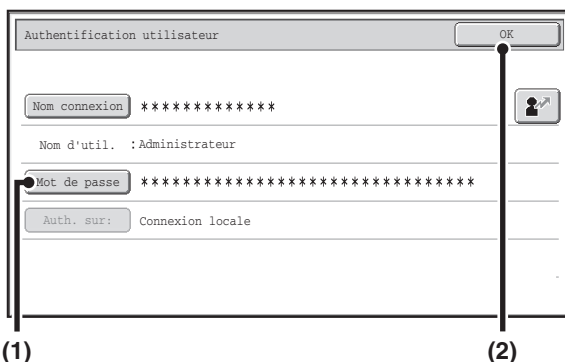 Authentification utilisateur OK
Nom connexion *************
Nom d'util. :Administrateur
Mot de passe ********************************
Auth. sur: Connexion locale
(1) (2)